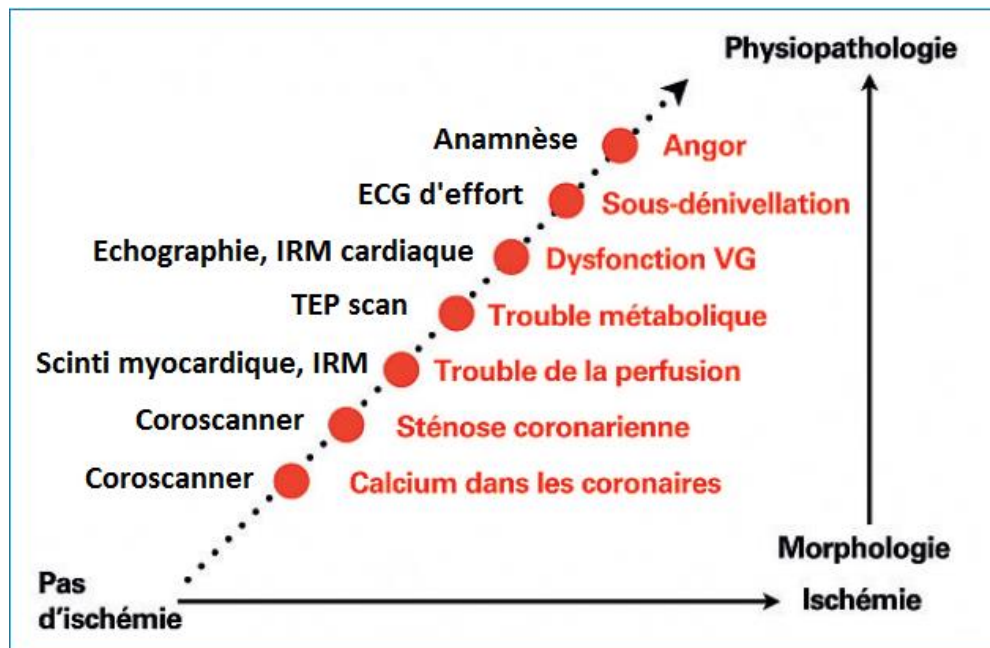 Physiopathologie
Anamnèse
Angor
ECG d'effort
Sous-dénivellation
Echographie, IRM cardiaque
Dysfonction VG
TEP scan
Trouble métabolique
Scinti myocardique, IRM
Trouble de la perfusion
Coroscanner
Sténose coronarienne
Coroscanner
Calcium dans les coronaires
Morphologie
Pas
d'ischémie
Ischémie